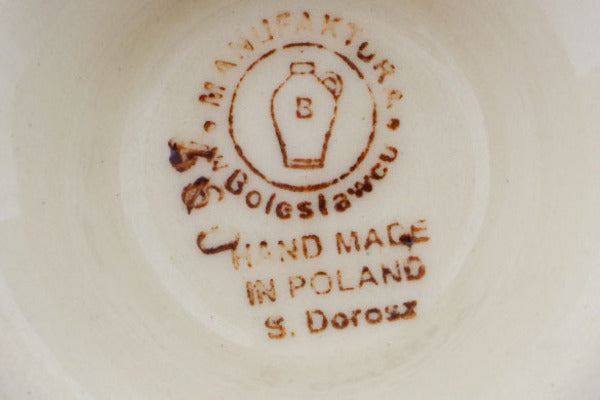 MANUFAKTURA
B
w Bolesławcu
HAND MADE
IN POLAND
S. Dorosz